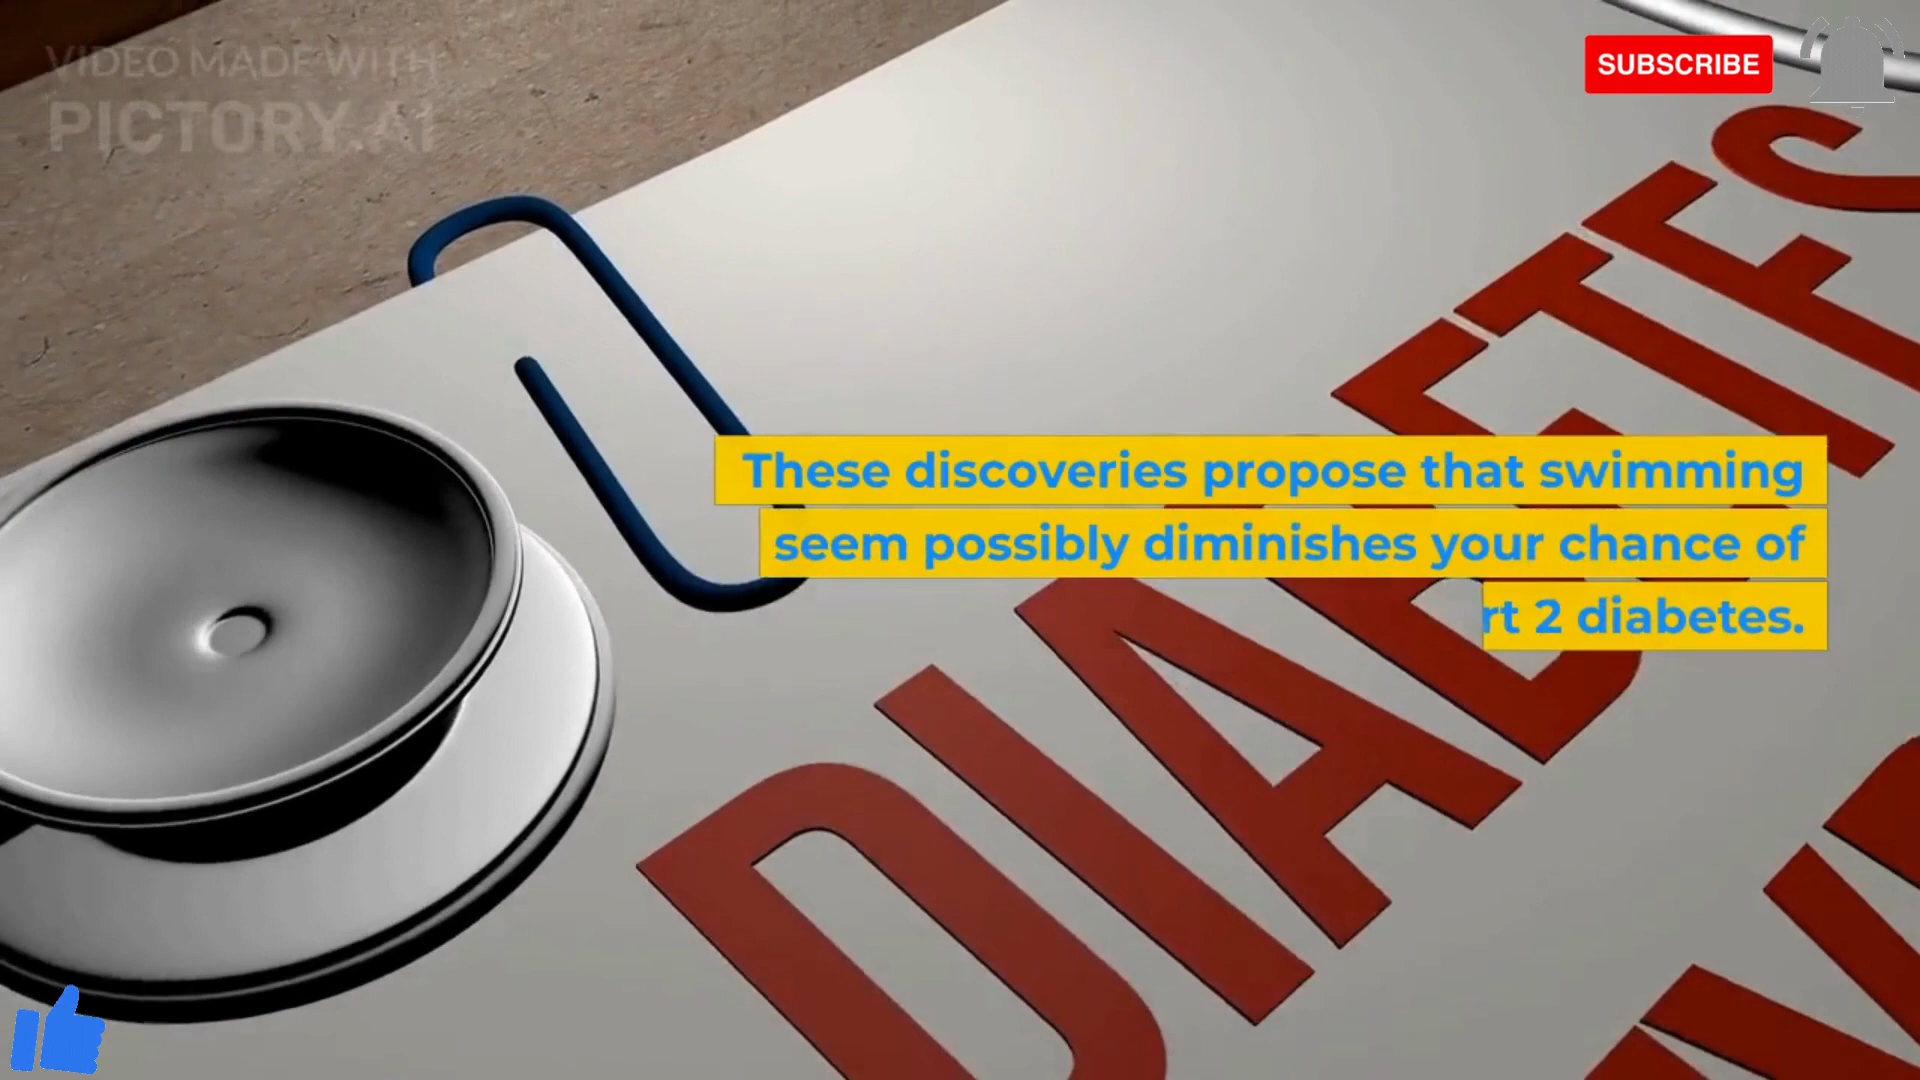 VIDEO MADE WITH
PICTORY.AI
SUBSCRIBE
These discoveries propose that swimming
seem possibly diminishes your chance of
rt 2 diabetes.
DIABETES